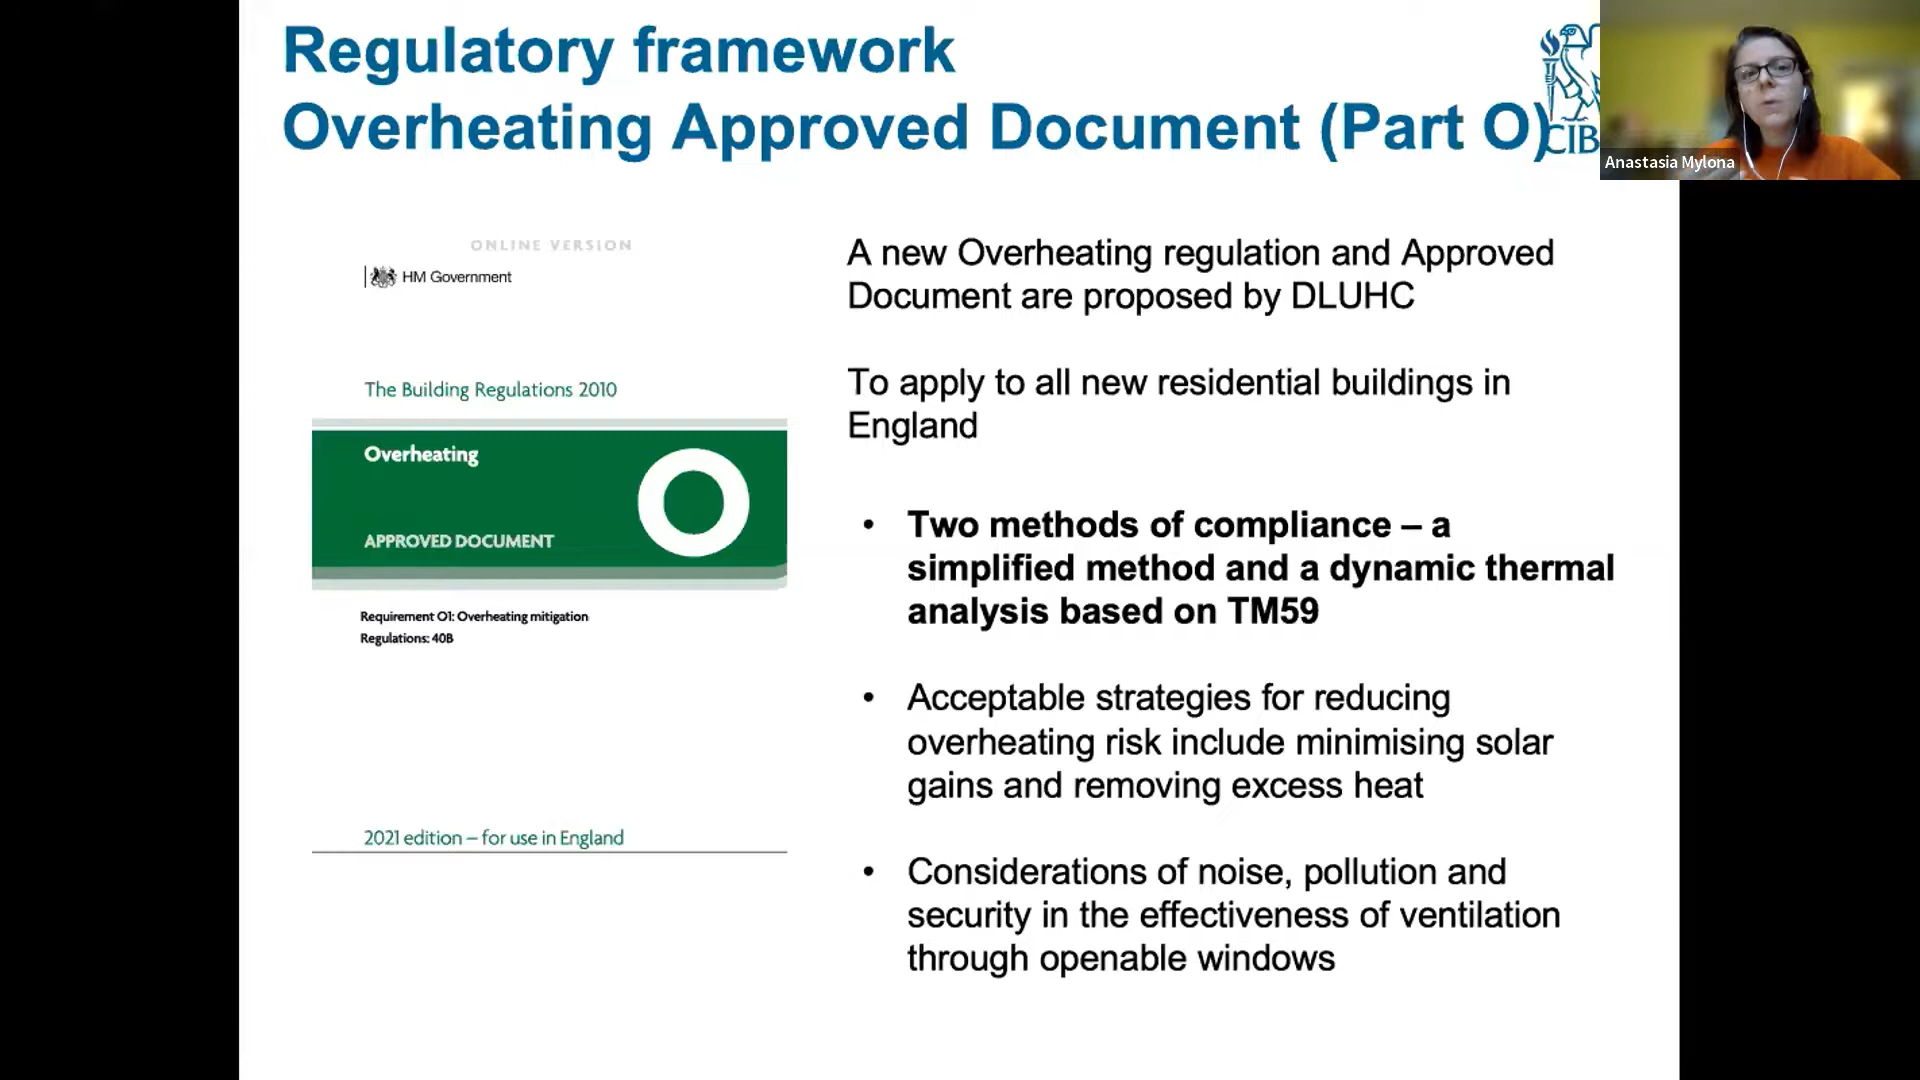 Regulatory framework
Overheating Approved Document (Part O)
CIB
Anastasia Mylona
ONLINE VERSION
HM Government
The Building Regulations 2010
Overheating
O
APPROVED DOCUMENT
Requirement O1: Overheating mitigation
Regulations: 40B
2021 edition – for use in England
A new Overheating regulation and Approved
Document are proposed by DLUHC
To apply to all new residential buildings in
England
• Two methods of compliance – a
simplified method and a dynamic thermal
analysis based on TM59
• Acceptable strategies for reducing
overheating risk include minimising solar
gains and removing excess heat
• Considerations of noise, pollution and
security in the effectiveness of ventilation
through openable windows